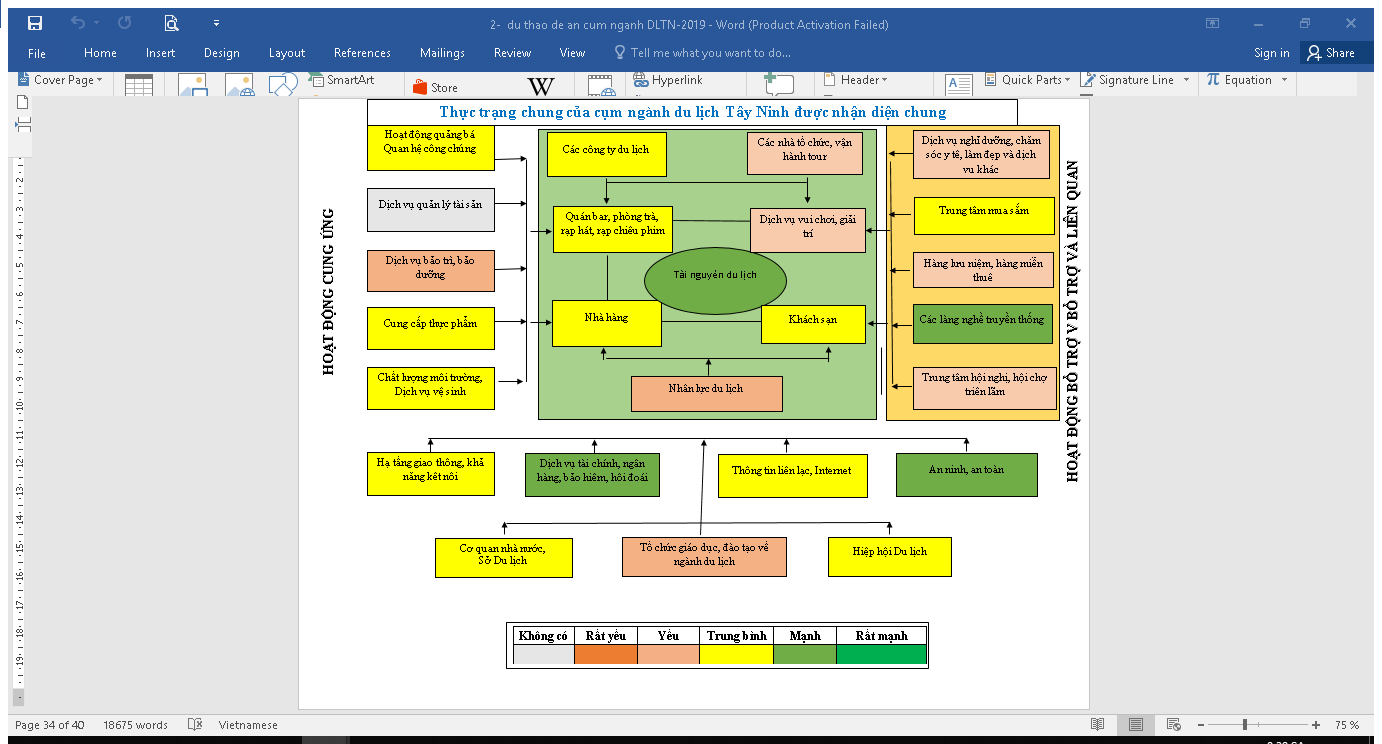 2- du thao de an cum nganh DLTN-2019 - Word (Product Activation Failed)
File Home Insert Design Layout References Mailings Review View Tell me what you want to do... Sign in Share
Cover Page SmartArt Store W Hyperlink Header Quick Parts Signature Line π Equation
Thực trạng chung của cụm ngành du lịch Tây Ninh được nhận diện chung
HOẠT ĐỘNG CUNG ỨNG
Hoạt động quảng bá
Quan hệ công chúng
Dịch vụ quản lý tài sản
Dịch vụ bảo trì, bảo
dưỡng
Cung cấp thực phẩm
Chất lượng môi trường,
Dịch vụ vệ sinh
Các công ty du lịch
Các nhà tổ chức, vận
hành tour
Quán bar, phòng trà,
rạp hát, rạp chiếu phim
Dịch vụ vui chơi, giải
trí
Tài nguyên du lịch
Nhà hàng
Khách sạn
Nhân lực du lịch
Dịch vụ nghỉ dưỡng, chăm
sóc y tế, làm đẹp và dịch
vu khác
Trung tâm mua sắm
Hàng lưu niệm, hàng miễn
thuê
Các làng nghề truyền thống
Trung tâm hội nghị, hội chợ
triển lãm
HOẠT ĐỘNG BỔ TRỢ V BỔ TRỢ VÀ LIÊN QUAN
Hạ tầng giao thông, khả
năng kết nối
Dịch vụ tài chính, ngân
hàng, bảo hiểm, hối đoái
Thông tin liên lạc, Internet
An ninh, an toàn
Cơ quan nhà nước,
Sở Du lịch
Tổ chức giáo dục, đào tạo về
ngành du lịch
Hiệp hội Du lịch
Không có Rất yếu Yếu Trung bình Mạnh Rất mạnh
Page 34 of 40 18675 words Vietnamese 75 %